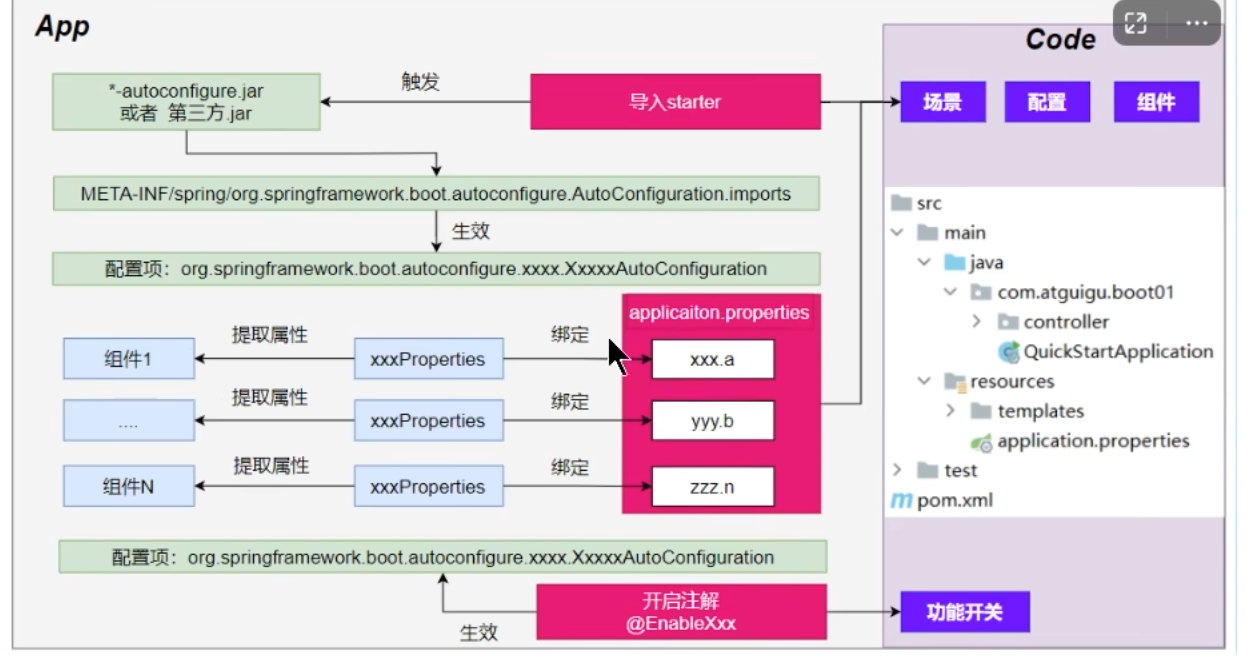 App
Code
*-autoconfigure.jar
或者 第三方.jar
触发
导入starter
场景
配置
组件
META-INF/spring/org.springframework.boot.autoconfigure.AutoConfiguration.imports
生效
配置项：org.springframework.boot.autoconfigure.xxxx.XxxxxAutoConfiguration
applicaiton.properties
组件1
提取属性
xxxProperties
绑定
xxx.a
....
提取属性
xxxProperties
绑定
yyy.b
组件N
提取属性
xxxProperties
绑定
zzz.n
配置项：org.springframework.boot.autoconfigure.xxxx.XxxxxAutoConfiguration
生效
开启注解
@EnableXxx
功能开关
src
main
java
com.atguigu.boot01
controller
QuickStartApplication
resources
templates
application.properties
test
m pom.xml